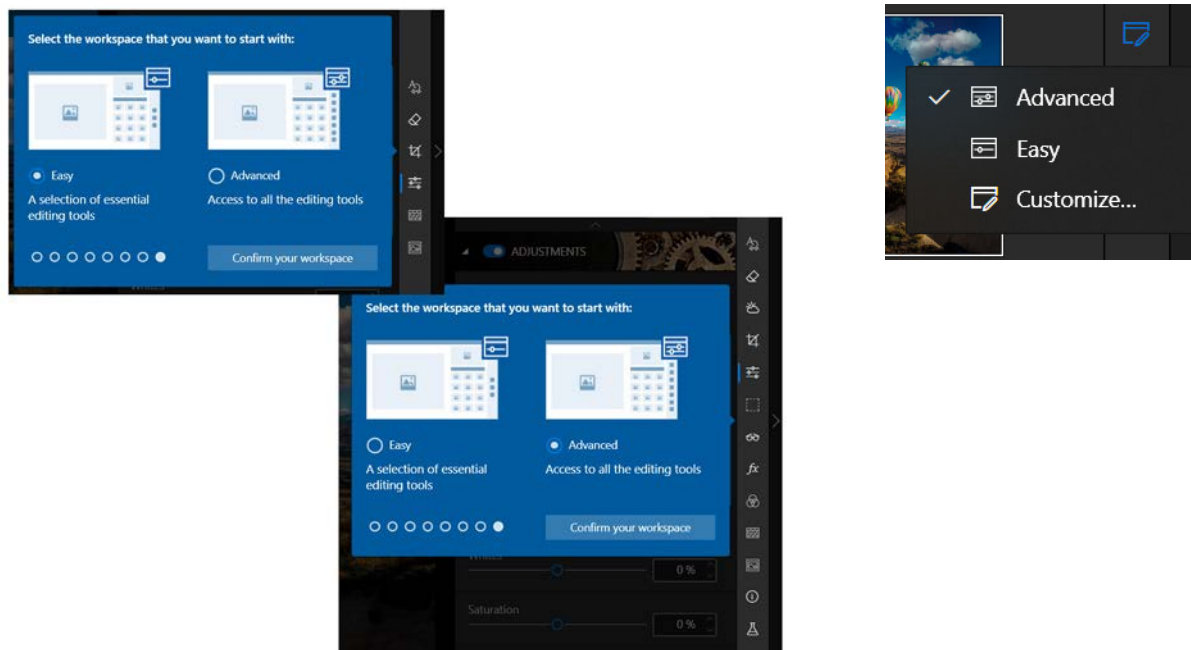 Select the workspace that you want to start with:
Easy
Advanced
A selection of essential
editing tools
Access to all the editing tools
Confirm your workspace
ADJUSTMENTS
Select the workspace that you want to start with:
Easy
Advanced
A selection of essential
editing tools
Access to all the editing tools
Confirm your workspace
0 %
Saturation
0 %
fx
Advanced
Easy
Customize...